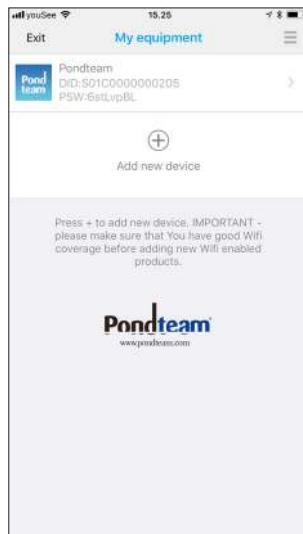 youSee 15.25
Exit My equipment
Pond
team
Pondteam
DID:S01C0000000205
PSW:6stLvpBL
Add new device
Press + to add new device. IMPORTANT -
please make sure that You have good Wifi
coverage before adding new Wifi enabled
products.
Pondteam
www.pondteam.com